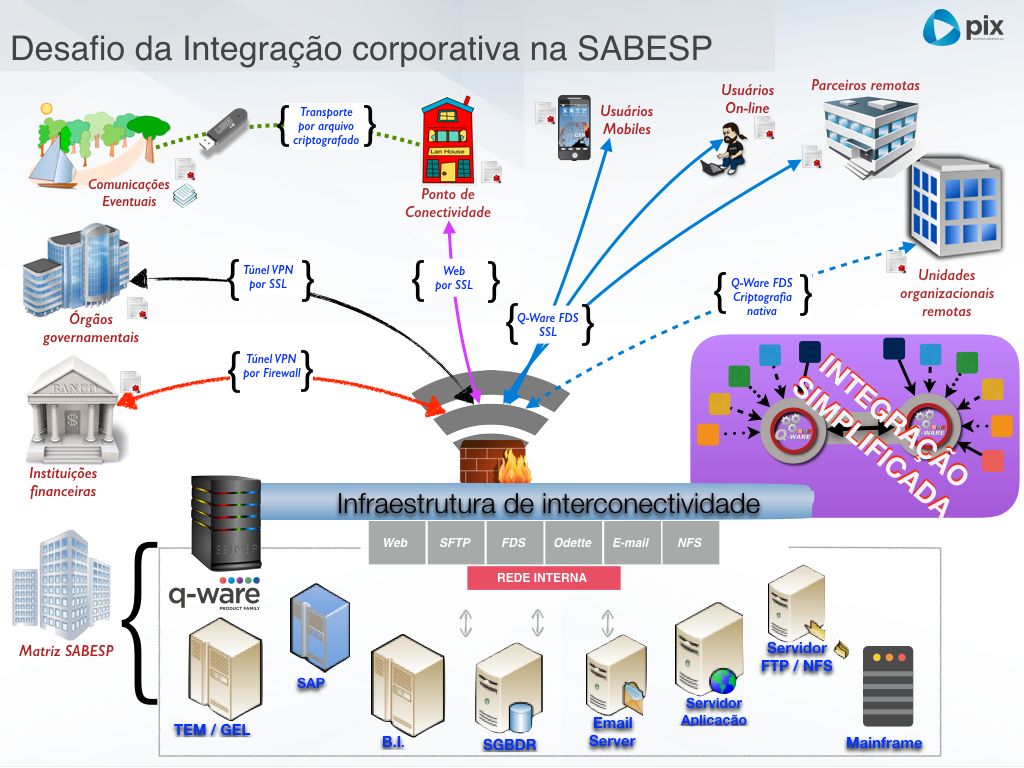 Desafio da Integração corporativa na SABESP
pix
Transporte
por arquivo
criptografado
Lan House
Comunicações
Eventuais
Ponto de
Conectividade
Usuários
Mobiles
Usuários
On-line
Parceiros remotas
Túnel VPN
por SSL
Web
por SSL
Q-Ware FDS
SSL
Q-Ware FDS
Criptografia
nativa
Unidades
organizacionais
remotas
Órgãos
governamentais
Túnel VPN
por Firewall
BANCO
Instituições
financeiras
INTEGRAÇÃO
SIMPLIFICADA
Q-WARE
Q-WARE
Infraestrutura de interconectividade
SERVER
Web
SFTP
FDS
Odette
E-mail
NFS
REDE INTERNA
q-ware
PRODUCT FAMILY
Matriz SABESP
TEM / GEL
SAP
B.I.
SGBDR
Email
Server
Servidor
Aplicação
Servidor
FTP / NFS
Mainframe